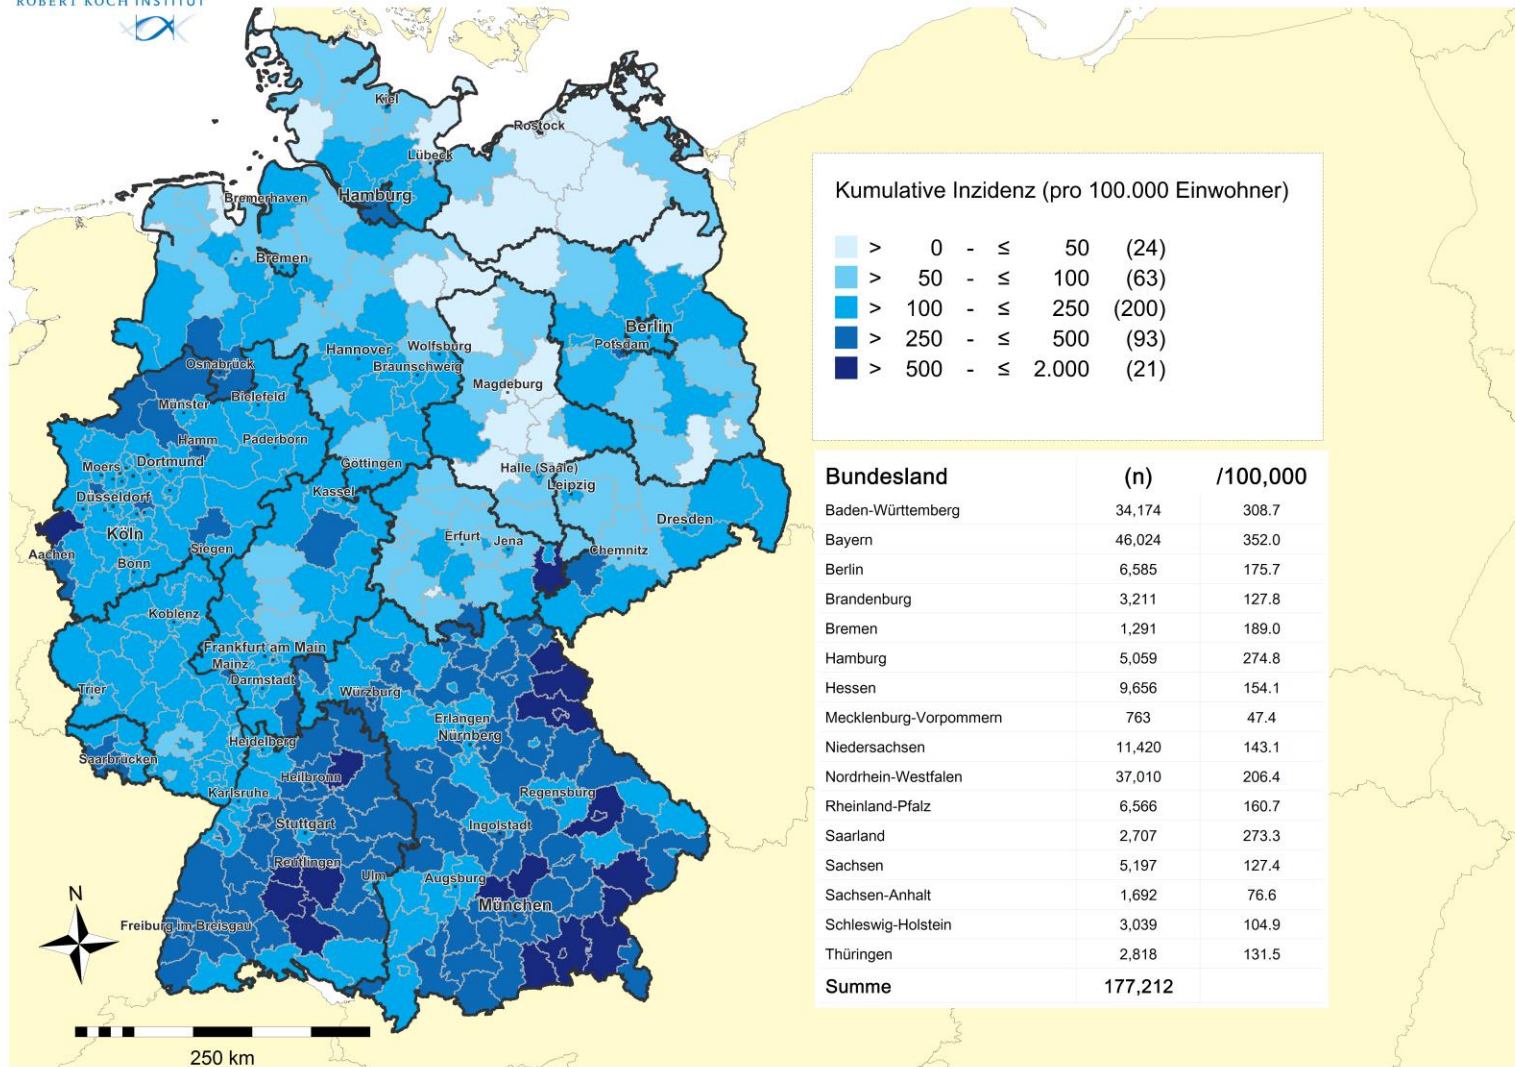 ROBERT KOCH INSTITUT
Kiel
Rostock
Lübeck
Bremerhaven
Hamburg
Bremen
Berlin
Potsdam
Hannover
Wolfsburg
Braunschweig
Osnabrück
Magdeburg
Münster
Bielefeld
Hamm
Paderborn
Moers
Dortmund
Göttingen
Halle (Saale)
Leipzig
Düsseldorf
Kassel
Dresden
Köln
Erfurt
Jena
Aachen
Siegen
Chemnitz
Bonn
Koblenz
Frankfurt am Main
Mainz
Darmstadt
Trier
Würzburg
Erlangen
Nürnberg
Heidelberg
Saarbrücken
Heilbronn
Karlsruhe
Regensburg
Stuttgart
Ingolstadt
Reutlingen
Ulm
Augsburg
München
Freiburg im Breisgau
N
250 km
Kumulative Inzidenz (pro 100.000 Einwohner)
> 0 - ≤ 50 (24)
> 50 - ≤ 100 (63)
> 100 - ≤ 250 (200)
> 250 - ≤ 500 (93)
> 500 - ≤ 2.000 (21)
Bundesland (n) /100,000
Baden-Württemberg 34,174 308.7
Bayern 46,024 352.0
Berlin 6,585 175.7
Brandenburg 3,211 127.8
Bremen 1,291 189.0
Hamburg 5,059 274.8
Hessen 9,656 154.1
Mecklenburg-Vorpommern 763 47.4
Niedersachsen 11,420 143.1
Nordrhein-Westfalen 37,010 206.4
Rheinland-Pfalz 6,566 160.7
Saarland 2,707 273.3
Sachsen 5,197 127.4
Sachsen-Anhalt 1,692 76.6
Schleswig-Holstein 3,039 104.9
Thüringen 2,818 131.5
Summe 177,212